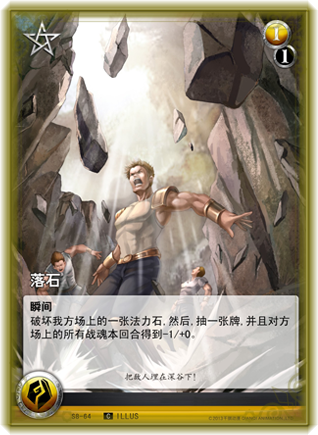 1
1
落石
瞬间
破坏我方场上的一张法力石,然后,抽一张牌,并且对方
场上的所有战魂本回合得到-1/+0。
把敌人埋在深谷下!
C ILLUS